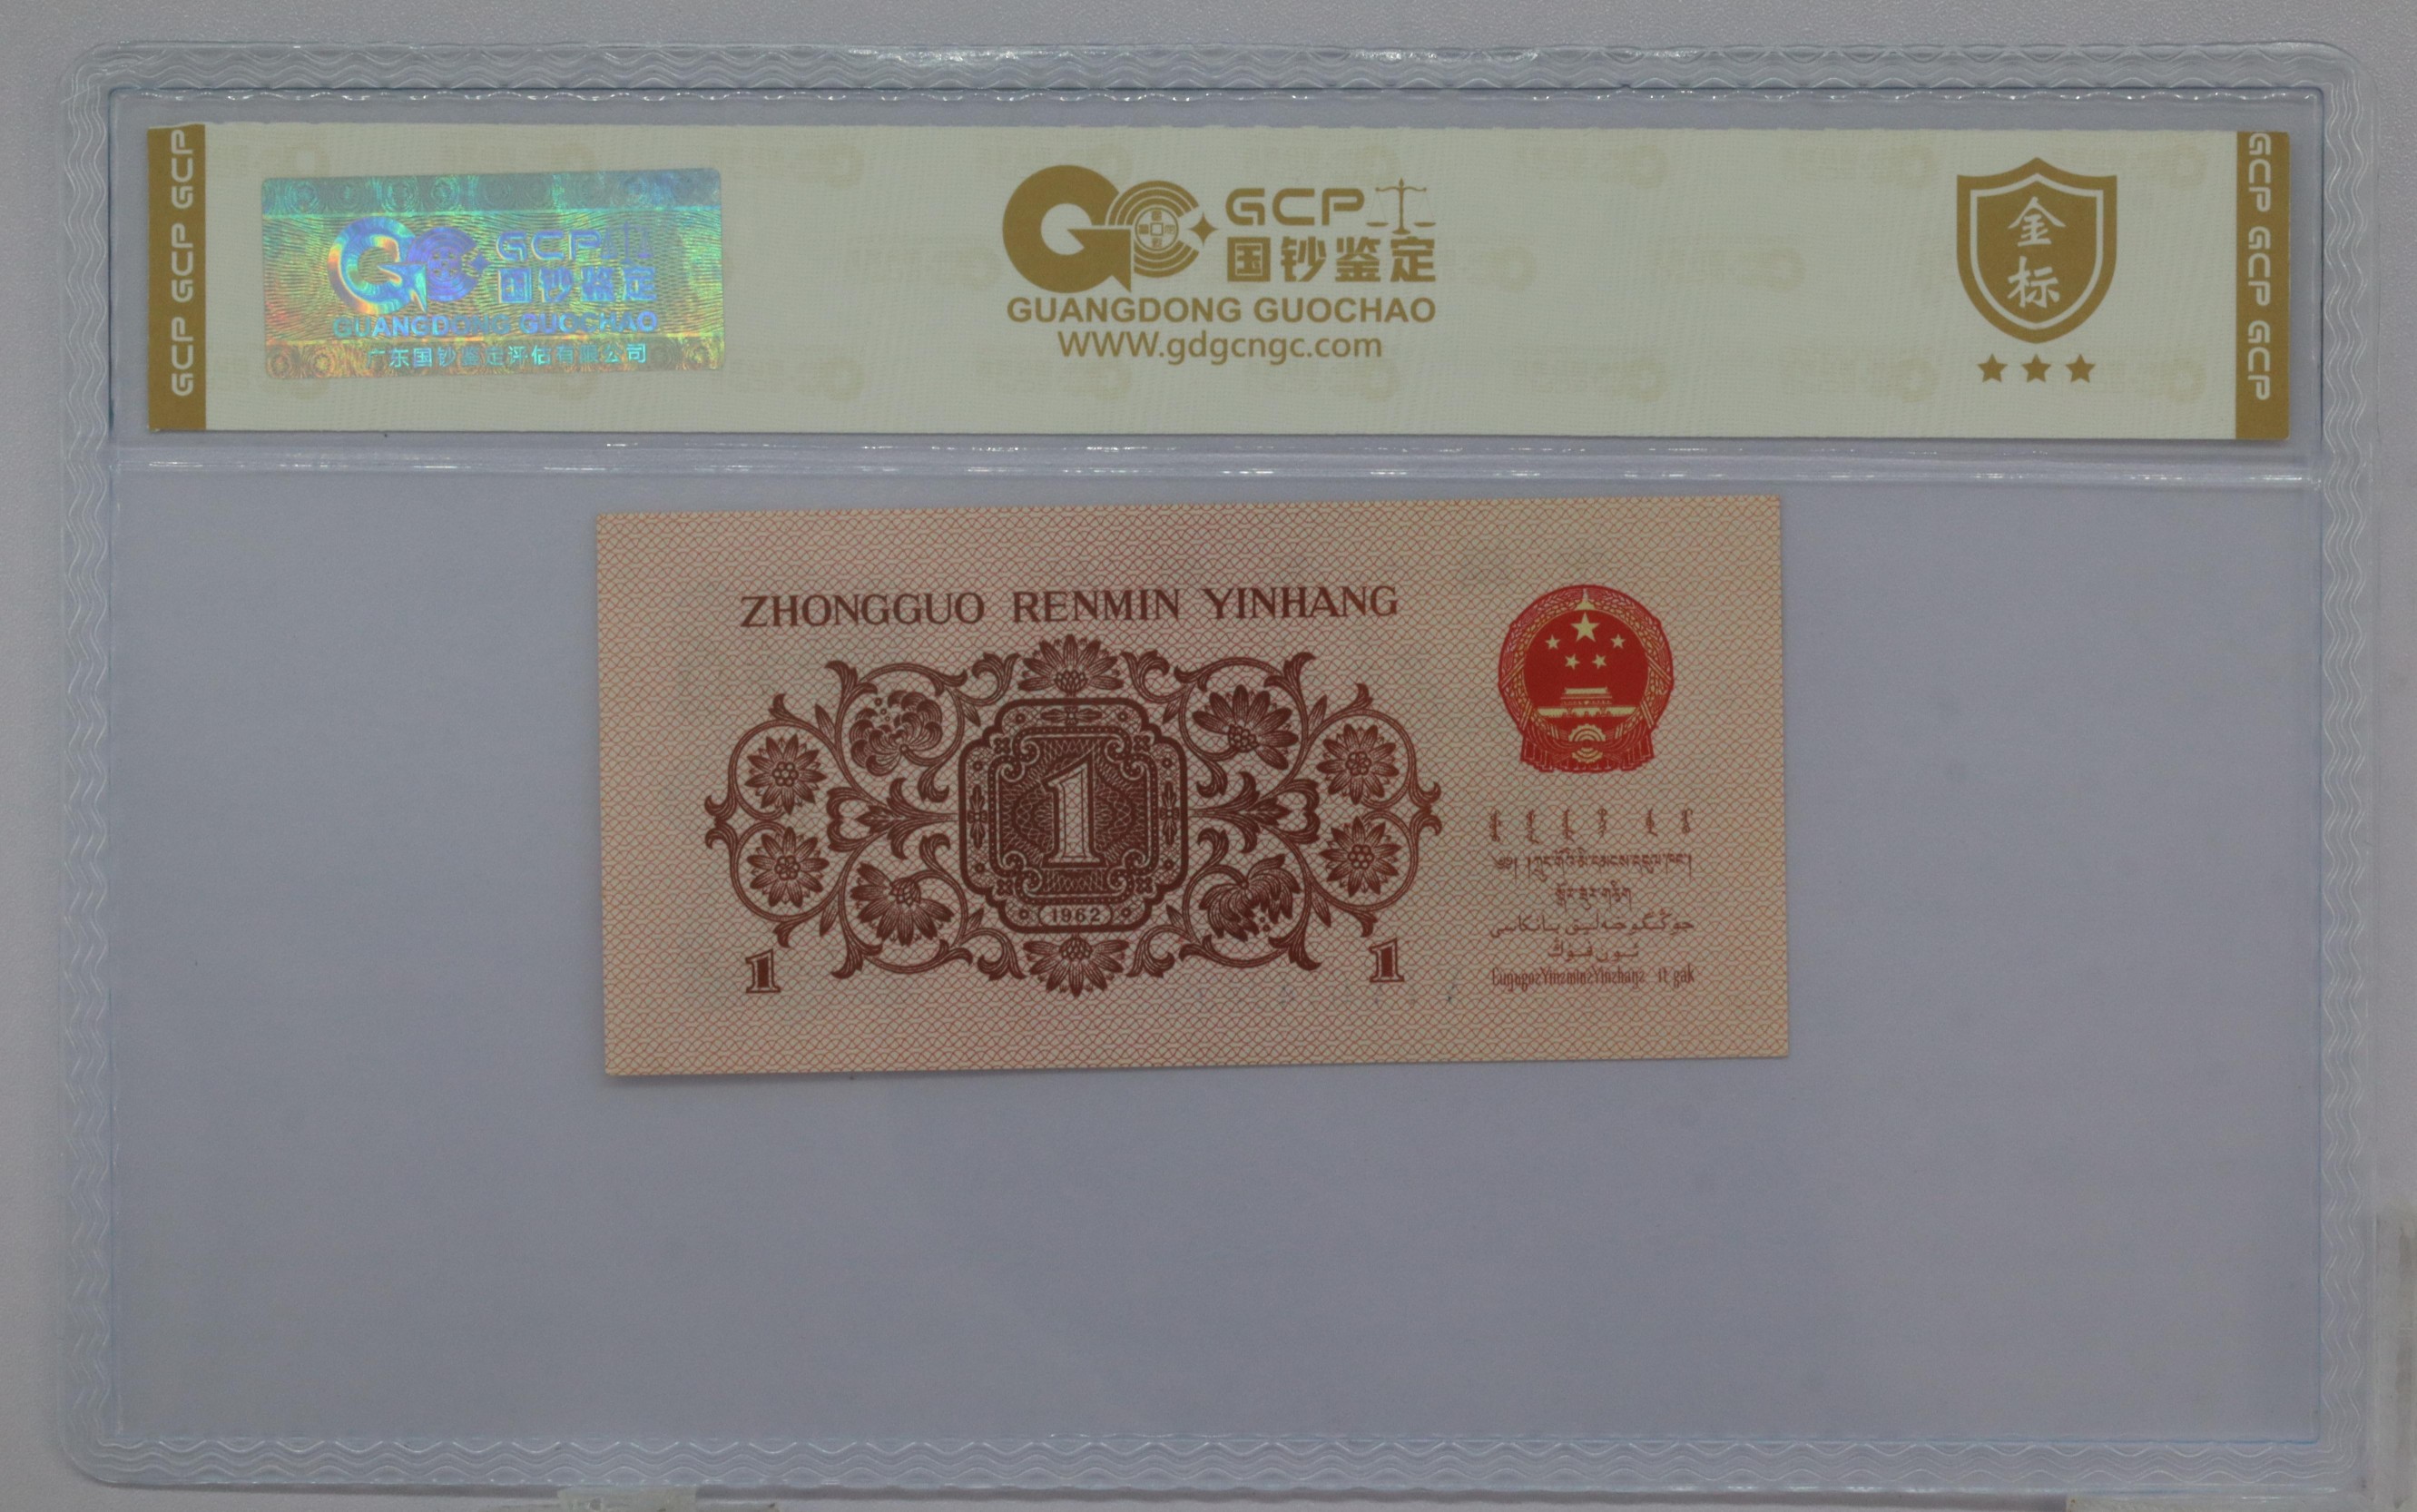 GCP GCP GCP
GCP
国钞鉴定
GUANGDONG GUOCHAO
广东国钞鉴定评估有限公司
GCP
国钞鉴定
GUANGDONG GUOCHAO
www.gdgcngc.com
金
标
GCP GCP GCP
ZHONGGUO RENMIN YINHANG
1
(1962)
1
1